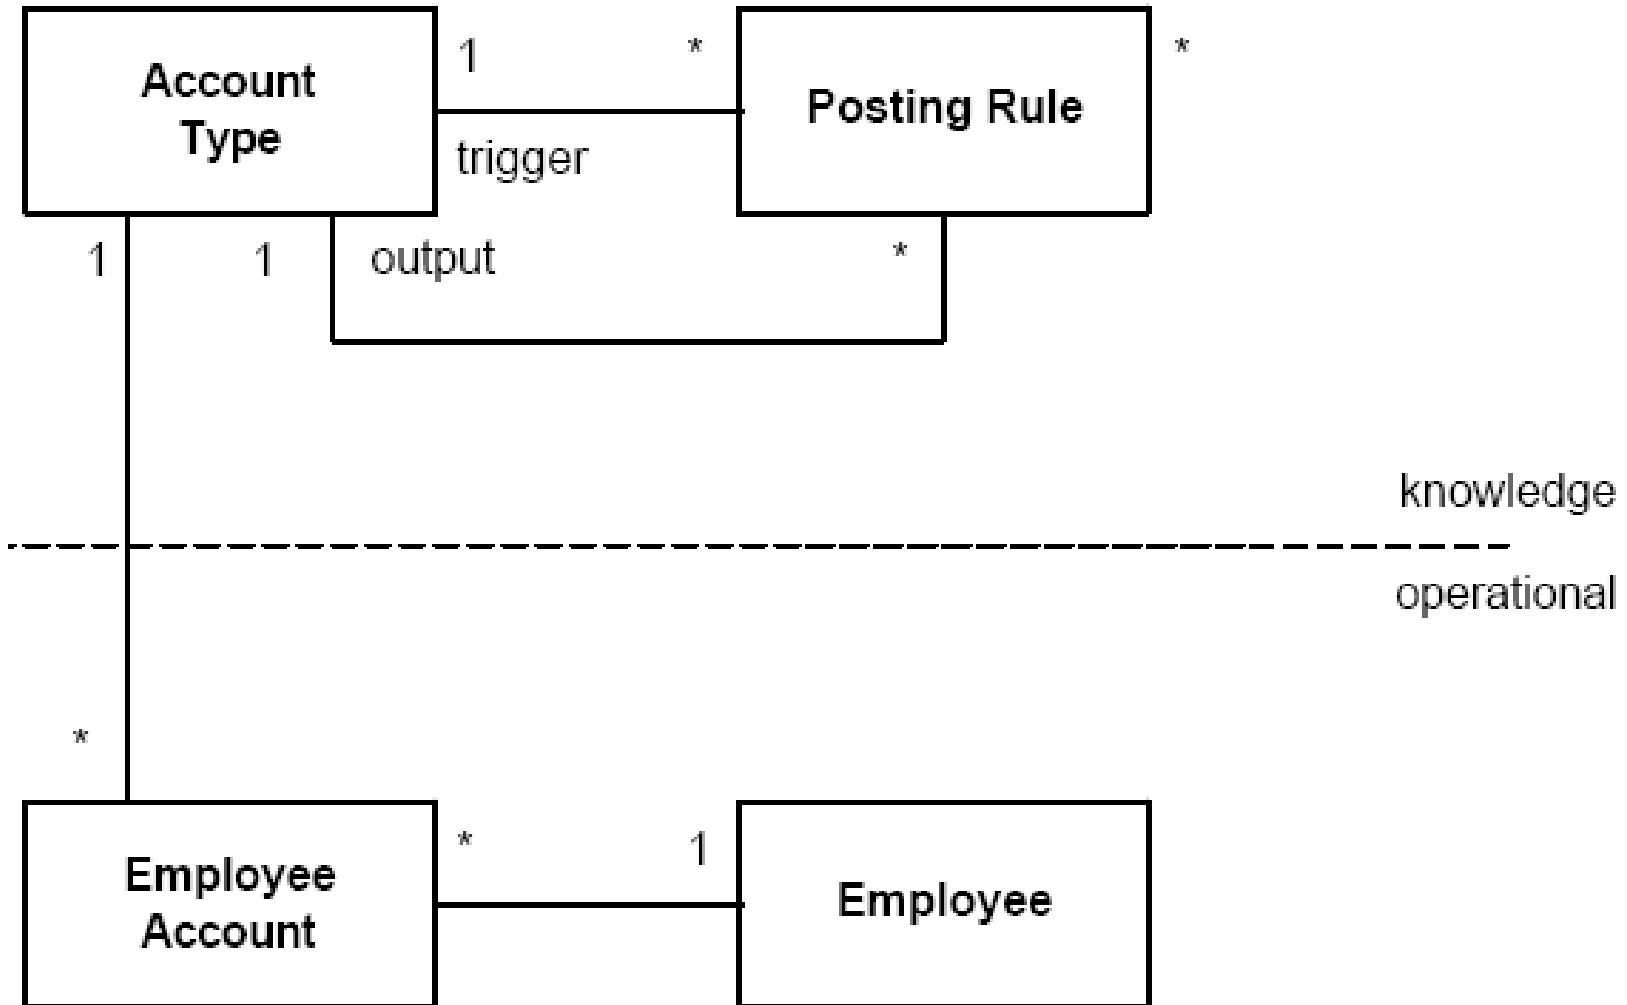 1 * *
Account
Type
Posting Rule
trigger
1 1 output *
knowledge
operational
*
* 1
Employee
Account
Employee